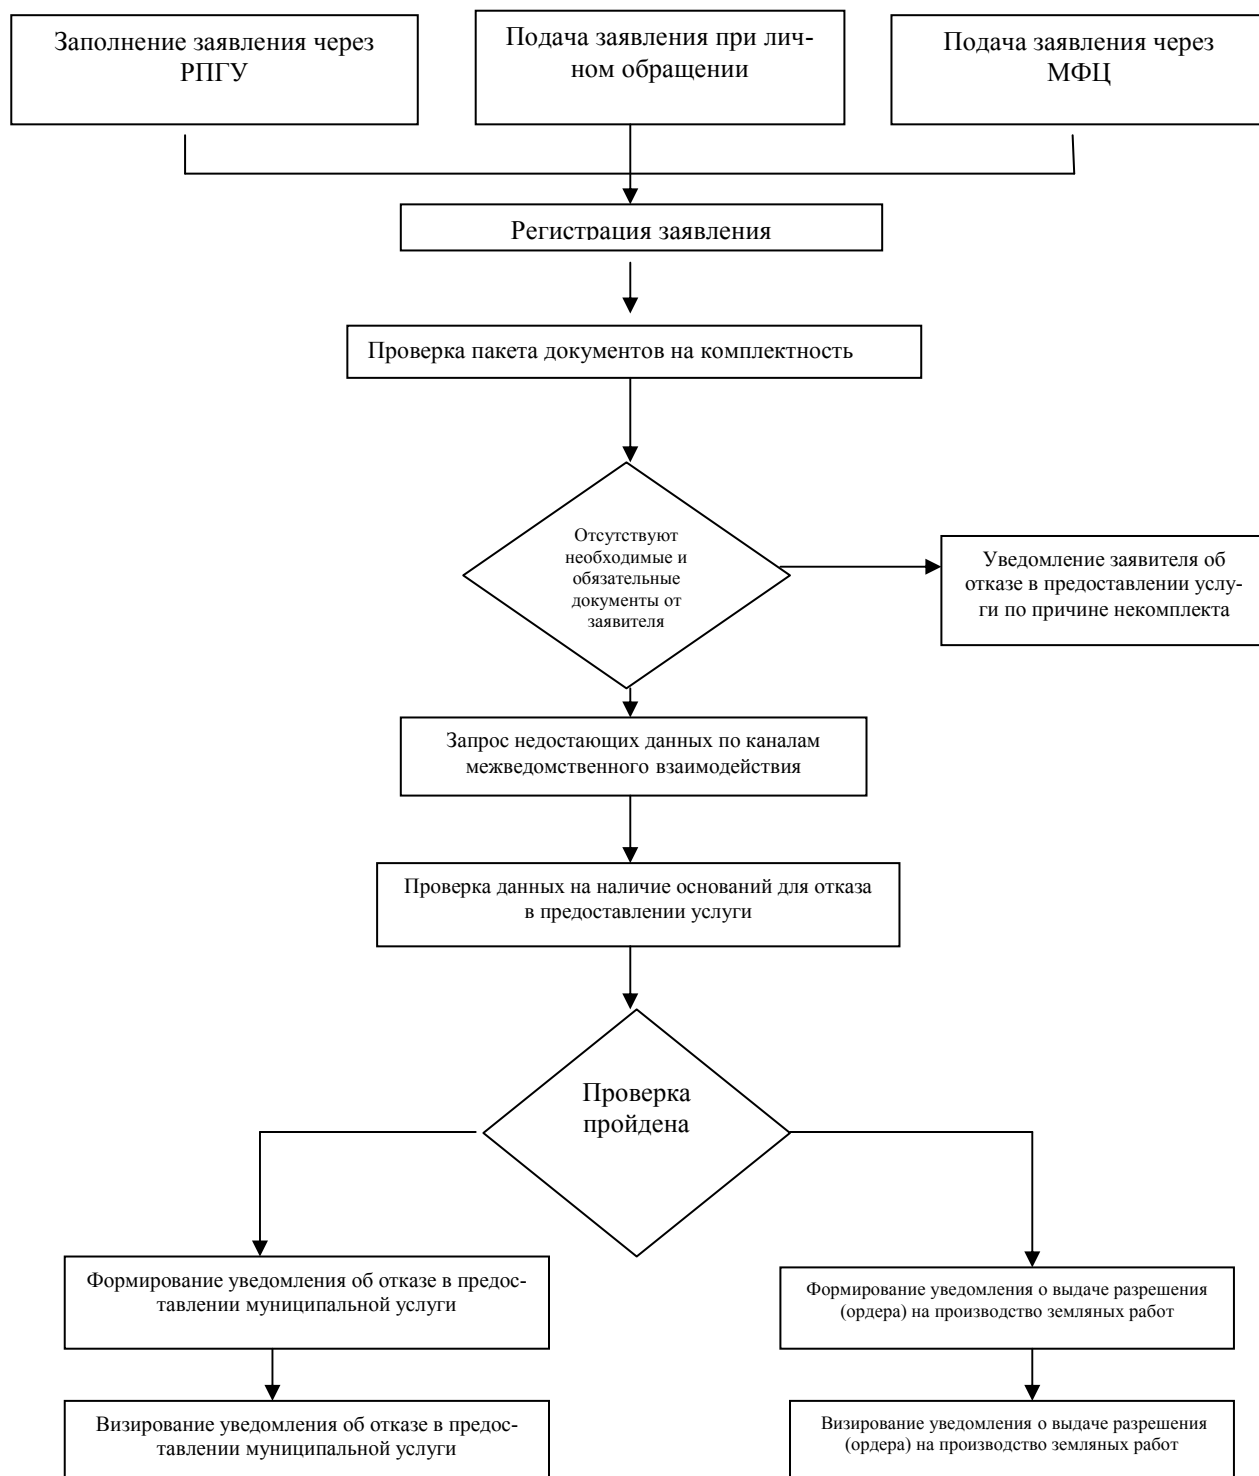 Заполнение заявления через
РПГУ
Подача заявления при лич-
ном обращении
Подача заявления через
МФЦ
Регистрация заявления
Проверка пакета документов на комплектность
Отсутствуют
необходимые и
обязательные
документы от
заявителя
Уведомление заявителя об
отказе в предоставлении услу-
ги по причине некомплекта
Запрос недостающих данных по каналам
межведомственного взаимодействия
Проверка данных на наличие оснований для отказа
в предоставлении услуги
Проверка
пройдена
Формирование уведомления об отказе в предос-
тавлении муниципальной услуги
Формирование уведомления о выдаче разрешения
(ордера) на производство земляных работ
Визирование уведомления об отказе в предос-
тавлении муниципальной услуги
Визирование уведомления о выдаче разрешения
(ордера) на производство земляных работ